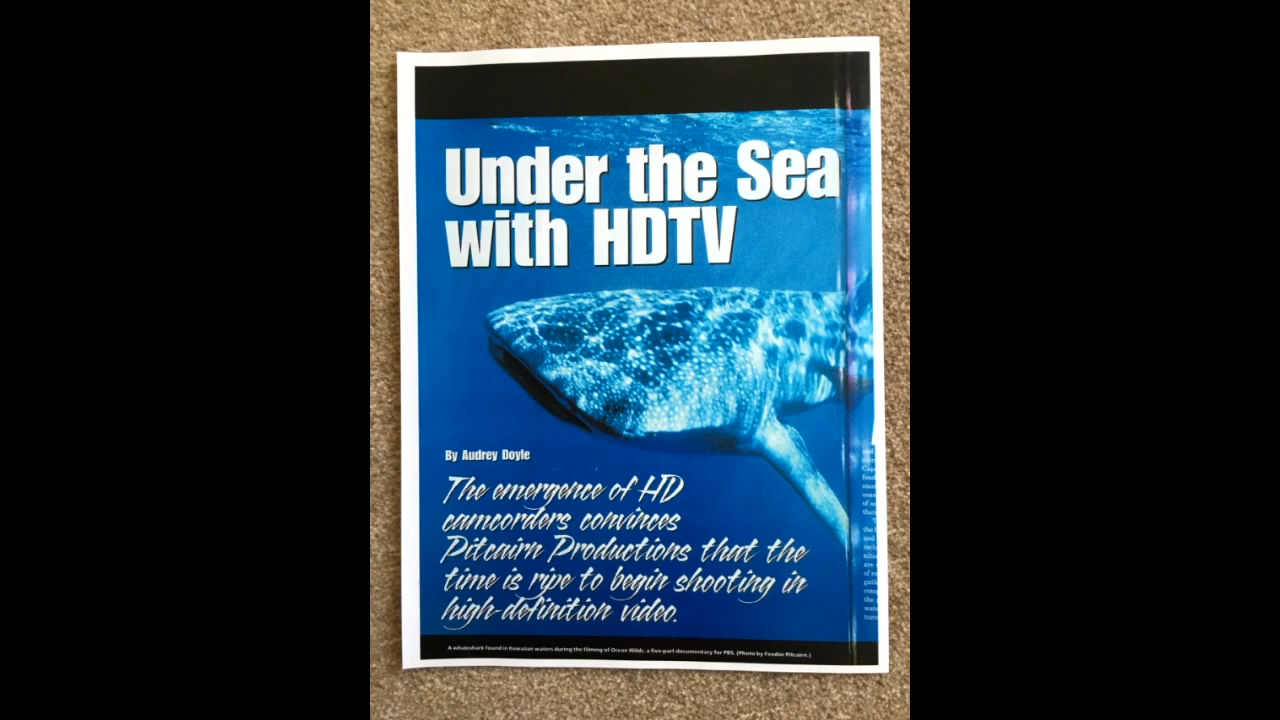 Under the Sea
with HDTV
By Audrey Doyle
The emergence of HD
camcorders convinces
Pitcairn Productions that the
time is ripe to begin shooting in
high-definition video.
A whaleshark found in Hawaiian waters during the filming of Ocean Wilds, a five-part documentary for PBS. (Photo by Feodor Pitcairn.)